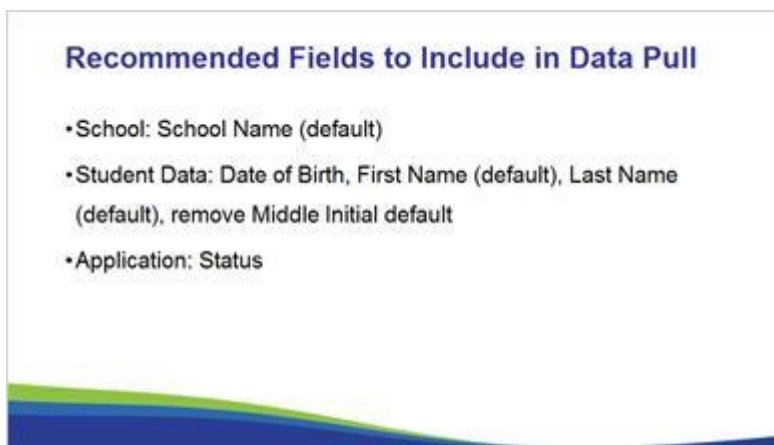 Recommended Fields to Include in Data Pull
•School: School Name (default)
•Student Data: Date of Birth, First Name (default), Last Name
(default), remove Middle Initial default
•Application: Status